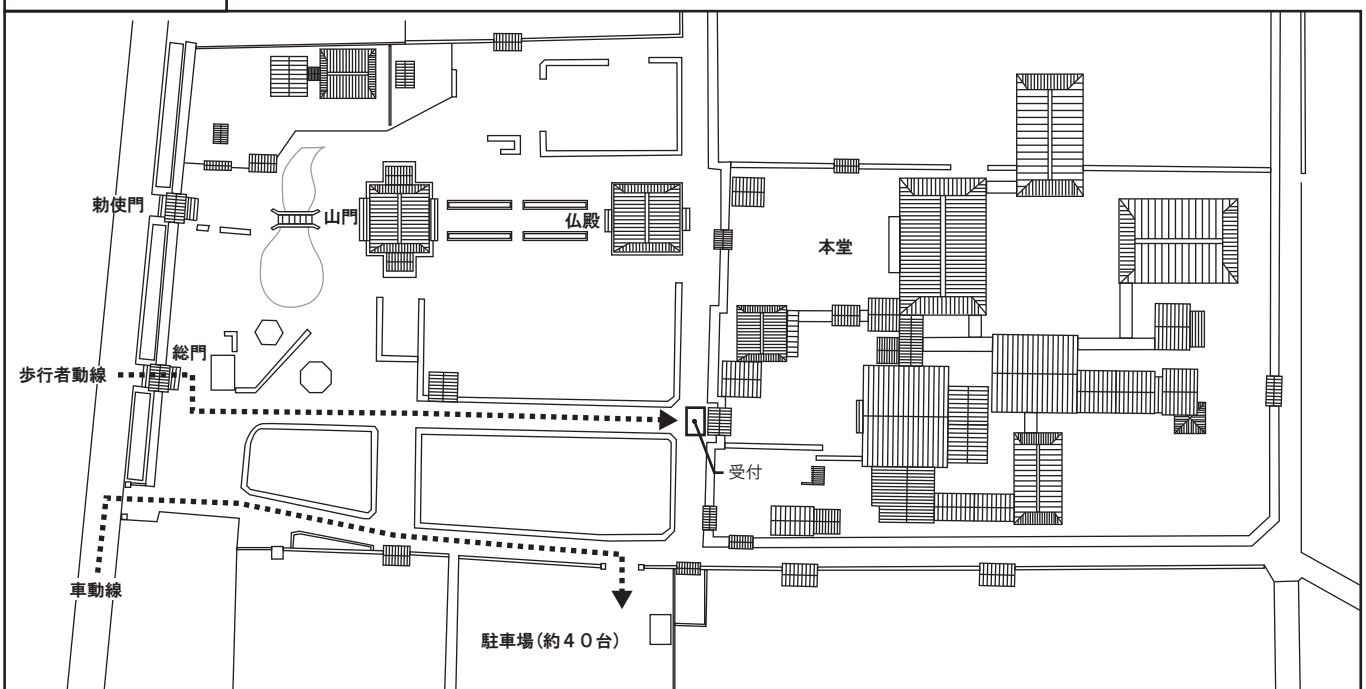 勅使門
山門
仏殿
本堂
総門
歩行者動線
受付
車動線
駐車場(約４０台)